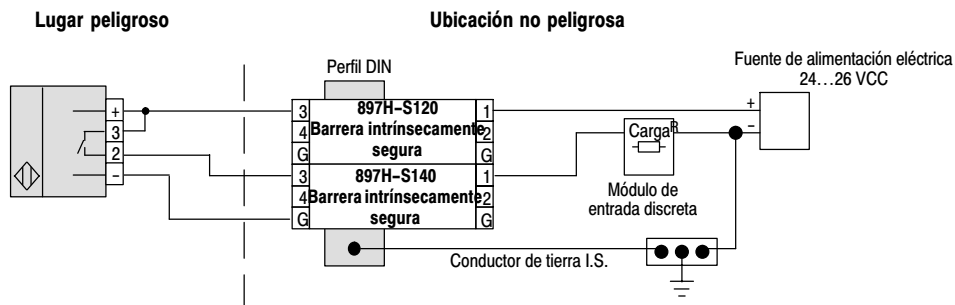 Lugar peligroso
Ubicación no peligrosa
Perfil DIN
Fuente de alimentación eléctrica
24...26 VCC
+
3
2
–
3
4
G
897H–S120
Barrera intrínsecamente
segura
1
2
G
3
4
G
897H–S140
Barrera intrínsecamente
segura
1
2
G
Carga R
Módulo de
entrada discreta
+
–
Conductor de tierra I.S.